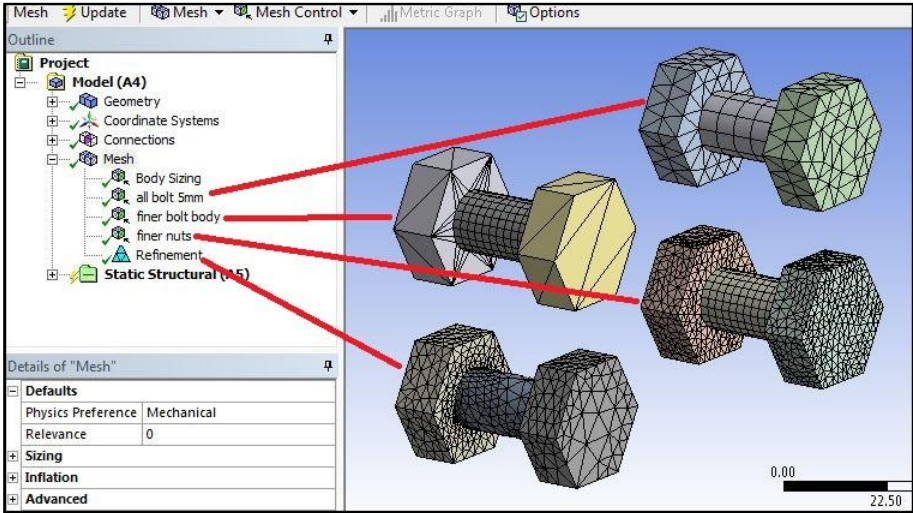 Mesh Update Mesh Mesh Control Metric Graph Options
Outline
Project
Model (A4)
Geometry
Coordinate Systems
Connections
Mesh
Body Sizing
all bolt 5mm
finer bolt body
finer nuts
Refinement
Static Structural (A5)
Details of "Mesh"
Defaults
Physics Preference Mechanical
Relevance 0
Sizing
Inflation
Advanced
0.00
22.50